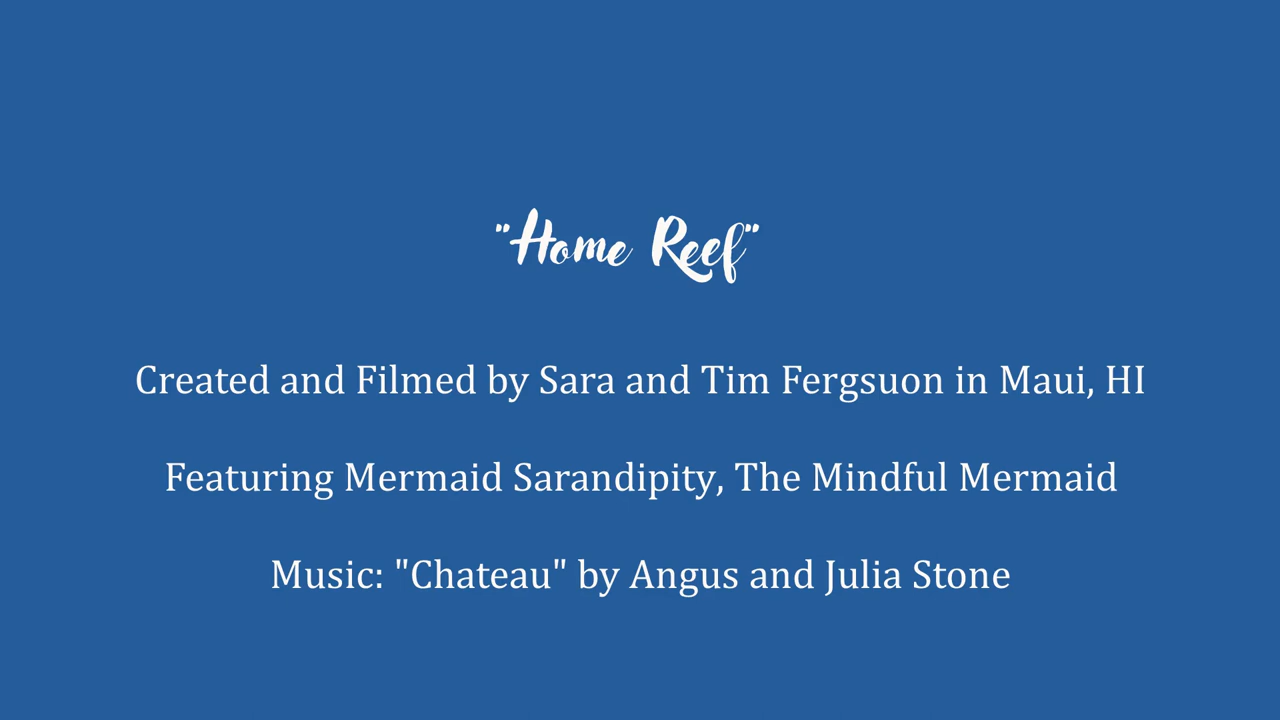 "Home Reef"
Created and Filmed by Sara and Tim Fergsuon in Maui, HI
Featuring Mermaid Sarandipity, The Mindful Mermaid
Music: "Chateau" by Angus and Julia Stone